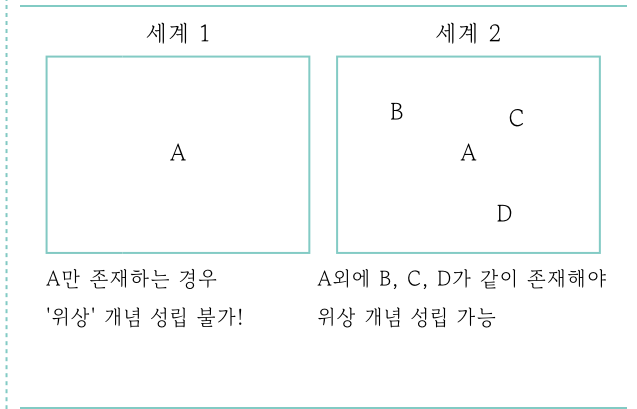 세계 1
세계 2
B
C
A
A
D
A만 존재하는 경우
'위상' 개념 성립 불가!
A외에 B, C, D가 같이 존재해야
위상 개념 성립 가능